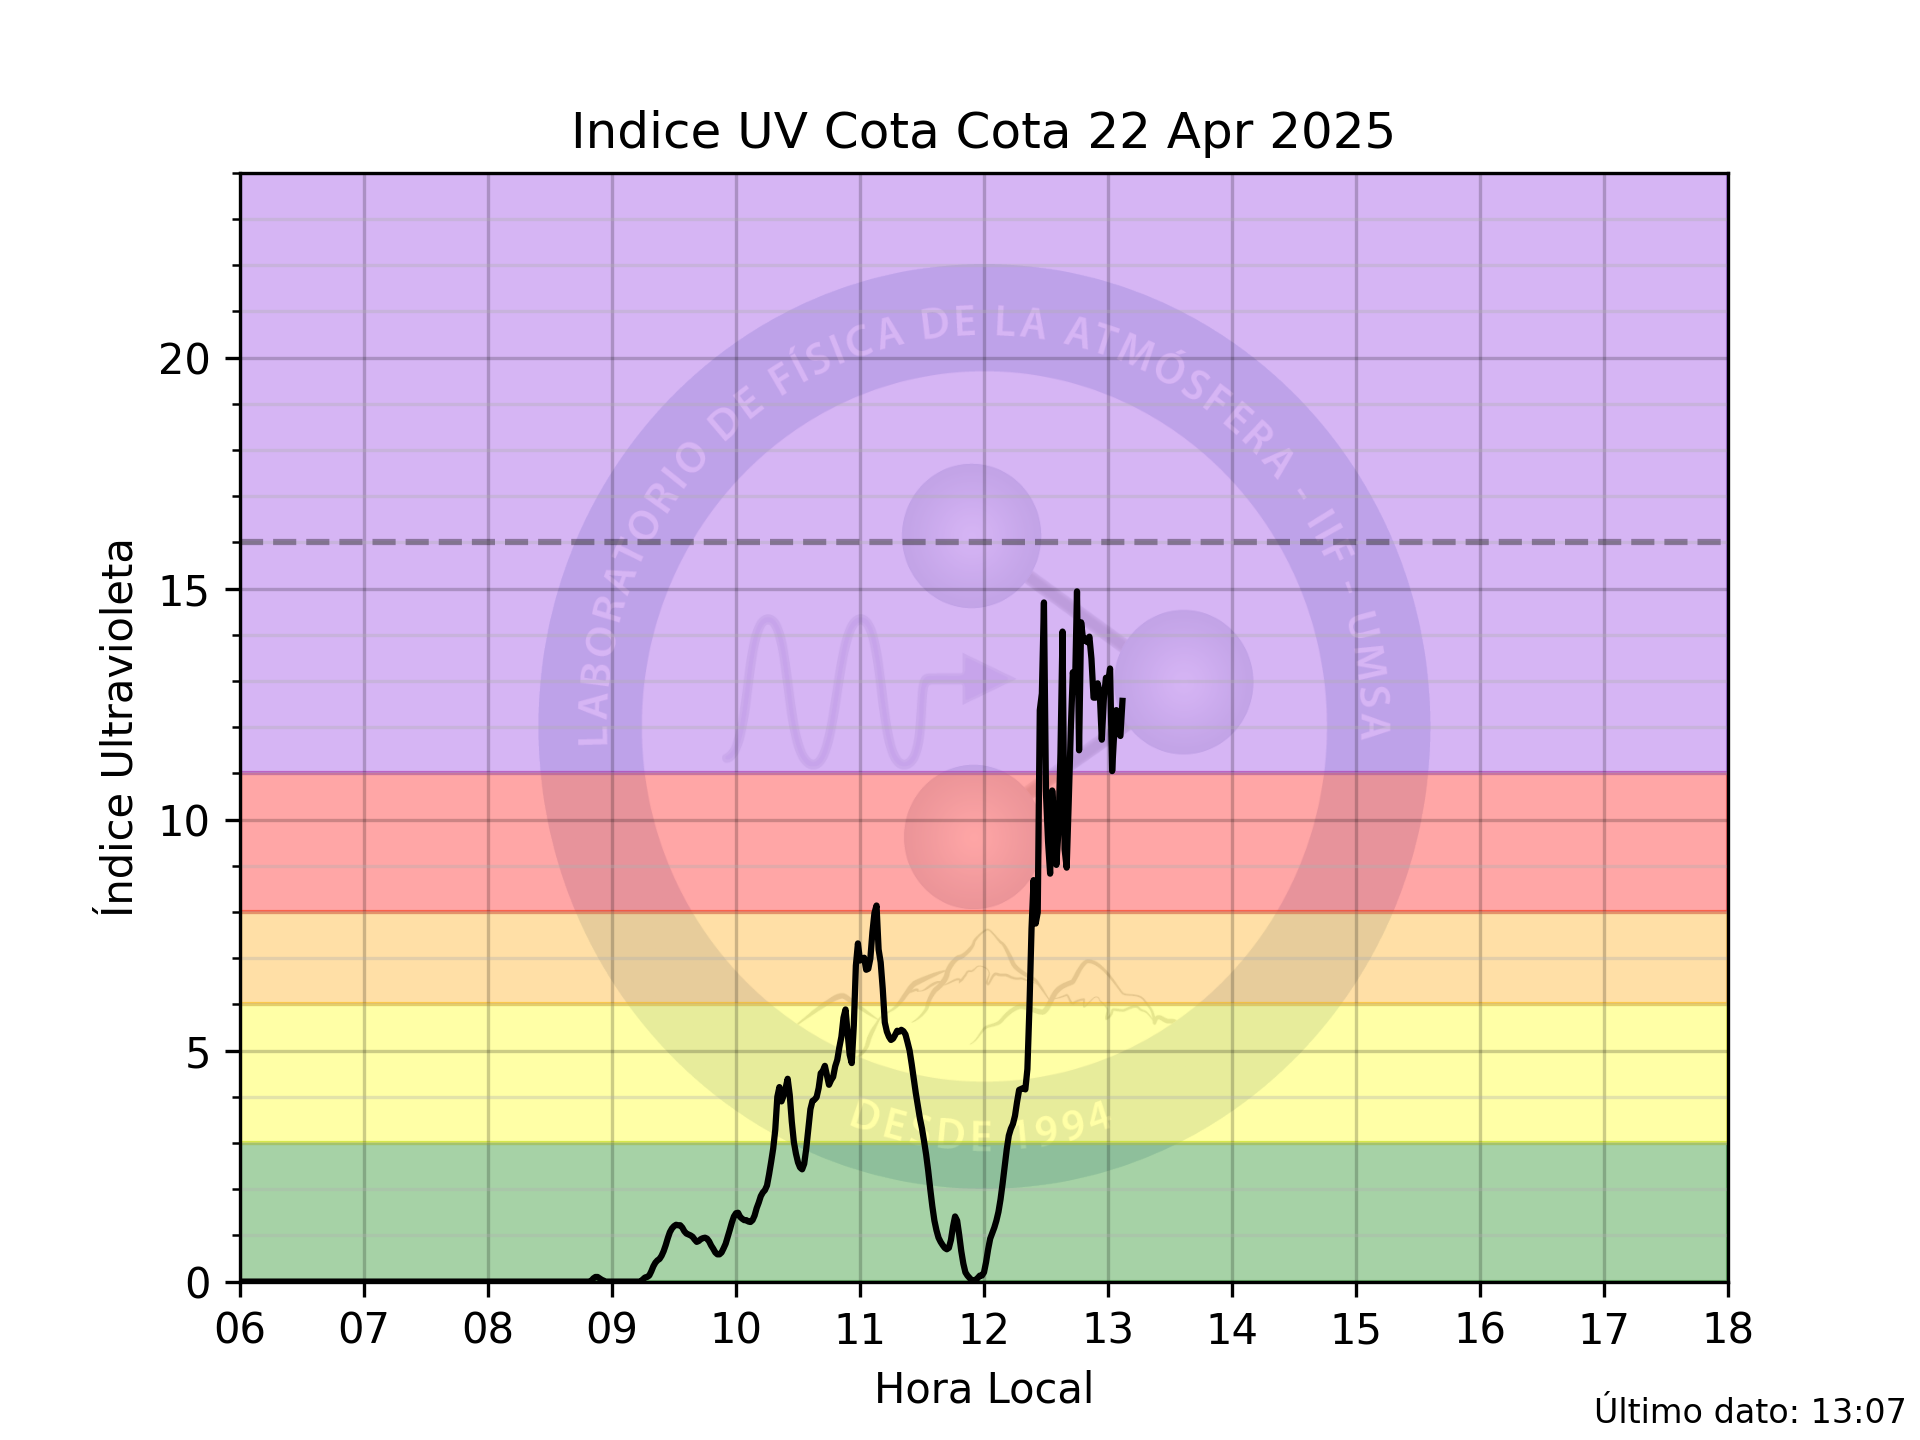 Indice UV Cota Cota 22 Apr 2025
Índice Ultravioleta
20
15
10
5
0
LABORATORIO DE FÍSICA DE LA ATMÓSFERA - IIF - UMSA
DESDE 1994
06 07 08 09 10 11 12 13 14 15 16 17 18
Hora Local
Último dato: 13:07